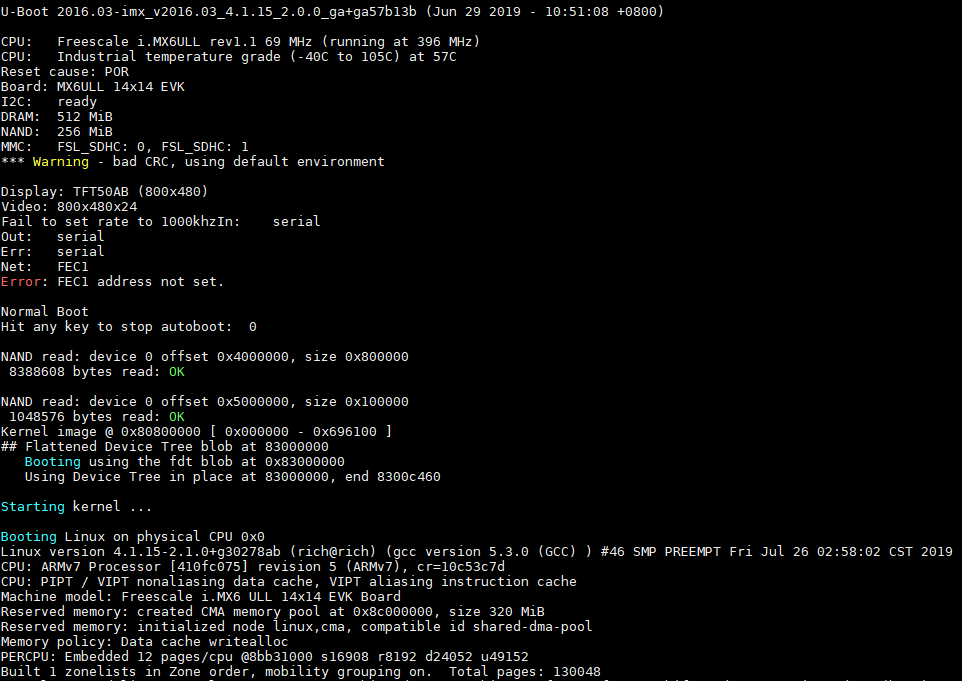 U-Boot 2016.03-imx_v2016.03_4.1.15_2.0.0_ga+ga57b13b (Jun 29 2019 - 10:51:08 +0800)
CPU:   Freescale i.MX6ULL rev1.1 69 MHz (running at 396 MHz)
CPU:   Industrial temperature grade (-40C to 105C) at 57C
Reset cause: POR
Board: MX6ULL 14x14 EVK
I2C:   ready
DRAM:  512 MiB
NAND:  256 MiB
MMC:   FSL_SDHC: 0, FSL_SDHC: 1
*** Warning - bad CRC, using default environment
Display: TFT50AB (800x480)
Video: 800x480x24
Fail to set rate to 1000khzIn:    serial
Out:   serial
Err:   serial
Net:   FEC1
Error: FEC1 address not set.
Normal Boot
Hit any key to stop autoboot:  0
NAND read: device 0 offset 0x4000000, size 0x800000
 8388608 bytes read: OK
NAND read: device 0 offset 0x5000000, size 0x100000
 1048576 bytes read: OK
Kernel image @ 0x80800000 [ 0x000000 - 0x696100 ]
## Flattened Device Tree blob at 83000000
   Booting using the fdt blob at 0x83000000
   Using Device Tree in place at 83000000, end 8300c460
Starting kernel ...
Booting Linux on physical CPU 0x0
Linux version 4.1.15-2.1.0+g30278ab (rich@rich) (gcc version 5.3.0 (GCC) ) #46 SMP PREEMPT Fri Jul 26 02:58:02 CST 2019
CPU: ARMv7 Processor [410fc075] revision 5 (ARMv7), cr=10c53c7d
CPU: PIPT / VIPT nonaliasing data cache, VIPT aliasing instruction cache
Machine model: Freescale i.MX6 ULL 14x14 EVK Board
Reserved memory: created CMA memory pool at 0x8c000000, size 320 MiB
Reserved memory: initialized node linux,cma, compatible id shared-dma-pool
Memory policy: Data cache writealloc
PERCPU: Embedded 12 pages/cpu @8bb31000 s16908 r8192 d24052 u49152
Built 1 zonelists in Zone order, mobility grouping on.  Total pages: 130048